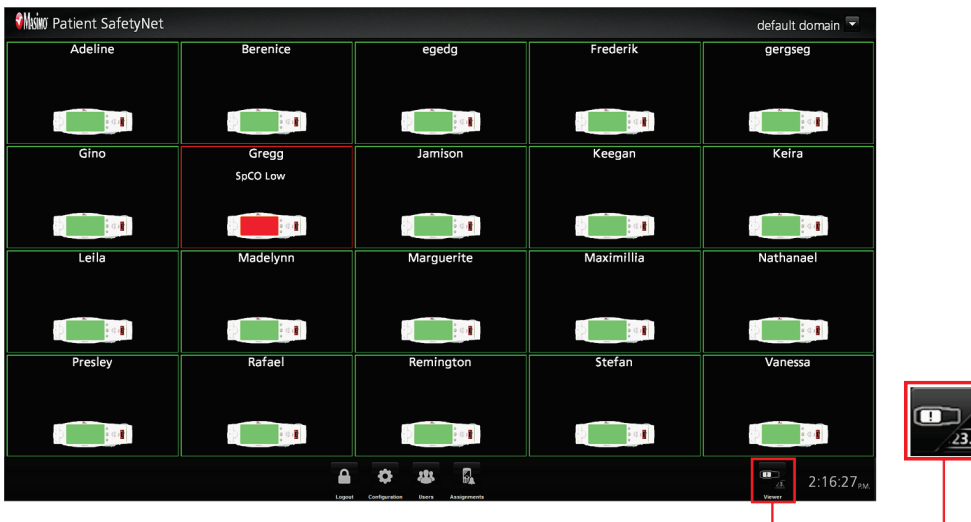 Masimo Patient SafetyNet
default domain
Adeline
Berenice
egedg
Frederik
gergseg
Gino
Gregg
SpCO Low
Jamison
Keegan
Keira
Leila
Madelynn
Marguerite
Maximillia
Nathanael
Presley
Rafael
Remington
Stefan
Vanessa
Logout
Configuration
Users
Assignments
Viewer
2:16:27 P.M.
23.